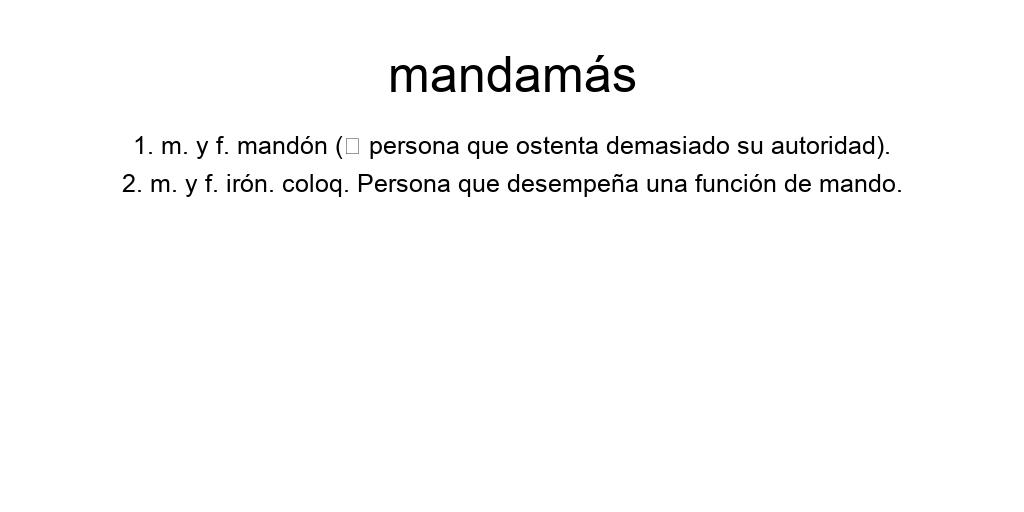 mandamás
1. m. y f. mandón (□ persona que ostenta demasiado su autoridad).
2. m. y f. irón. coloq. Persona que desempeña una función de mando.